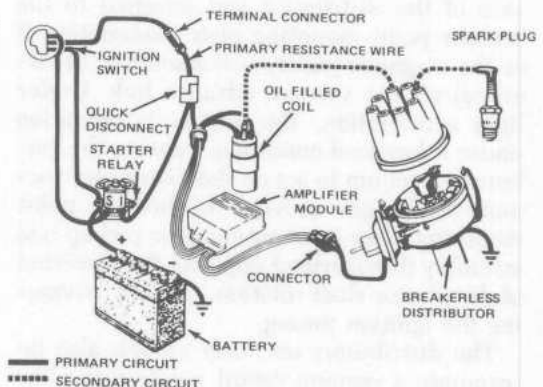 TERMINAL CONNECTOR
SPARK PLUG
PRIMARY RESISTANCE WIRE
IGNITION
SWITCH
OIL FILLED
COIL
QUICK
DISCONNECT
STARTER
RELAY
S I
AMPLIFIER
MODULE
+ -
CONNECTOR
BREAKERLESS
DISTRIBUTOR
BATTERY
PRIMARY CIRCUIT
SECONDARY CIRCUIT